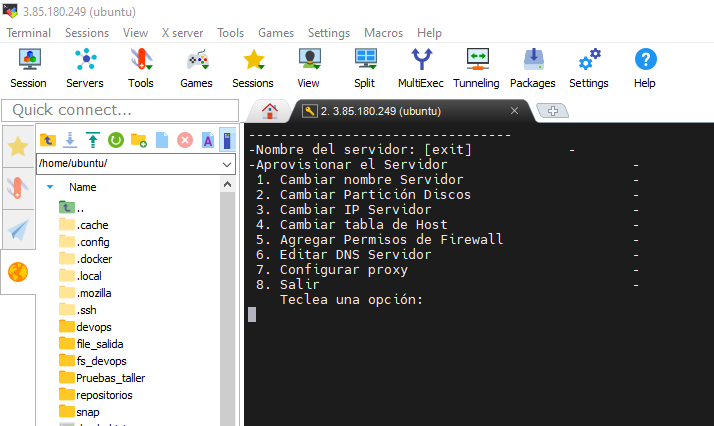 3.85.180.249 (ubuntu)
Terminal Sessions View X server Tools Games Settings Macros Help
Session Servers Tools Games Sessions View Split MultiExec Tunneling Packages Settings Help
Quick connect...
2. 3.85.180.249 (ubuntu)
/home/ubuntu/
Name
..
.cache
.config
.docker
.local
.mozilla
.ssh
devops
file_salida
fs_devops
Pruebas_taller
repositorios
snap
---------------------------------
-Nombre del servidor: [exit] -
-Aprovisionar el Servidor -
1. Cambiar nombre Servidor -
2. Cambiar Partición Discos -
3. Cambiar IP Servidor -
4. Cambiar tabla de Host -
5. Agregar Permisos de Firewall -
6. Editar DNS Servidor -
7. Configurar proxy -
8. Salir -
Teclea una opción: